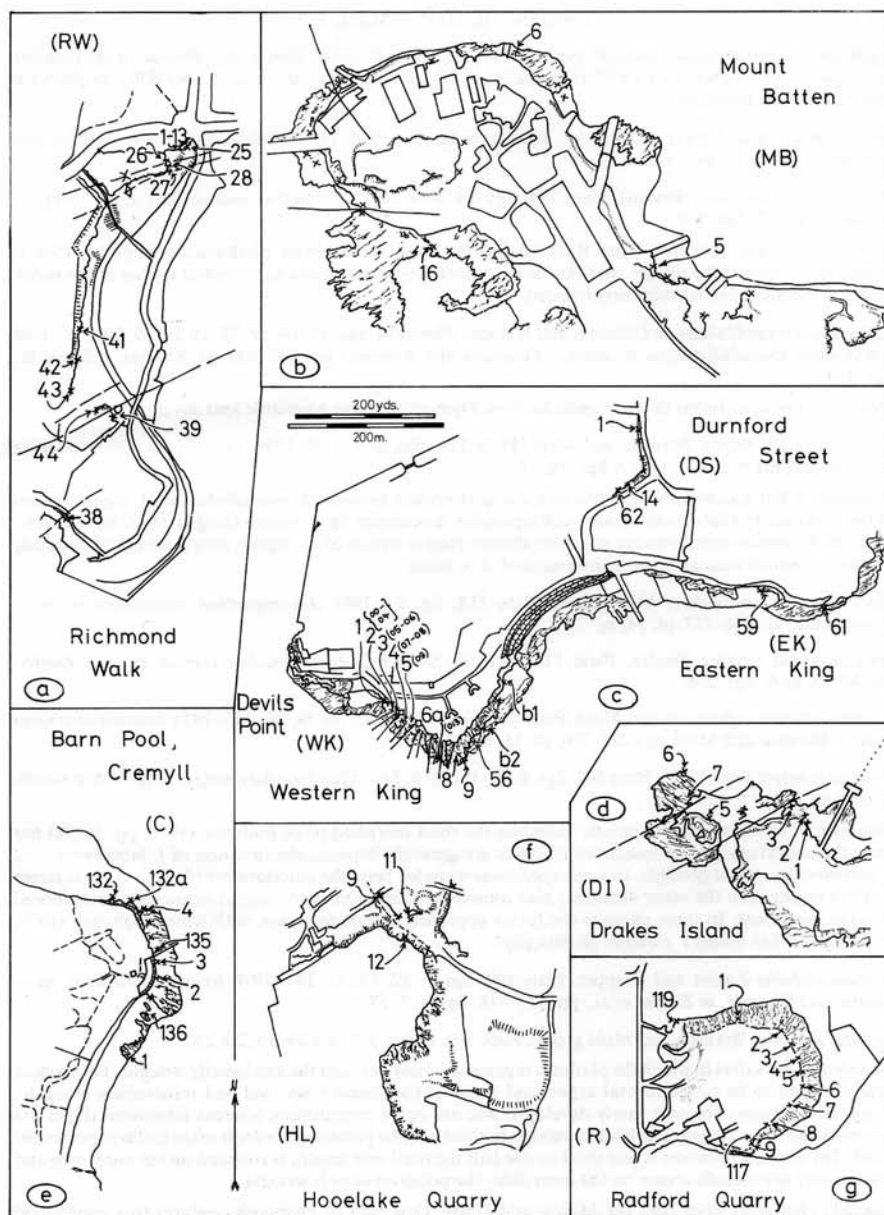 (RW)
1-13
26
25
27
28
41
42
43
44
39
38
Richmond
Walk
a
6
Mount
Batten
(MB)
5
16
b
200yds.
200m.
1
Durnford
Street
(DS)
14
62
59
61
(EK)
Eastern King
c
1
2
3
4
5
6a
8
9
b1
b2
56
Devils
Point
(WK)
Western King
6
7
d
5
3
2
(D.I.)
Drakes Island
Barn Pool,
Cremyll
(C)
132
132a
4
135
3
2
136
1
e
f
9
11
12
(HL)
Hooelake Quarry
1
119
3
4
5
6
7
8
9
117
(R)
Radford Quarry
g